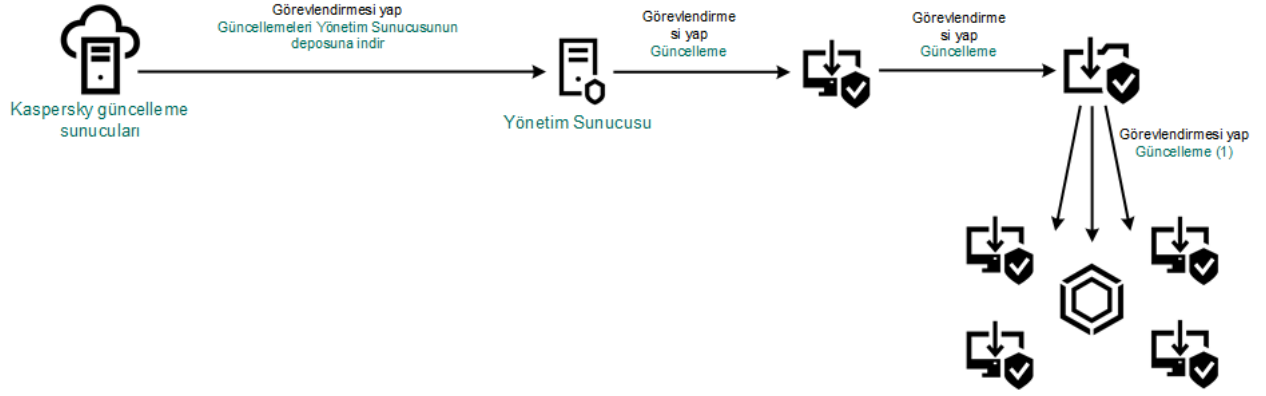 Görevlendirmesi yap
Güncellemeleri Yönetim Sunucusunun
deposuna indir
Kaspersky güncelleme
sunucuları
Yönetim Sunucusu
Görevlendirme
si yap
Güncelleme
Görevlendirme
si yap
Güncelleme
Görevlendirmesi yap
Güncelleme (1)